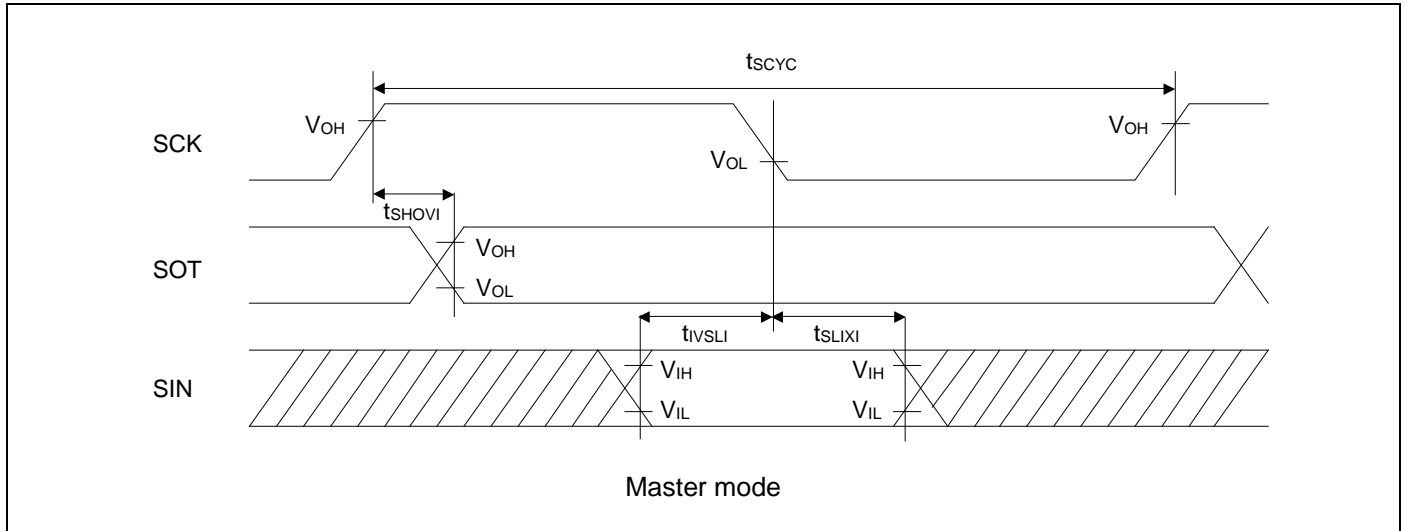 tSCYC
SCK
VOH
VOL
VOH
tSHOVI
SOT
VOH
VOL
tIVSLI
tSLIXI
SIN
VIH
VIL
VIH
VIL
Master mode